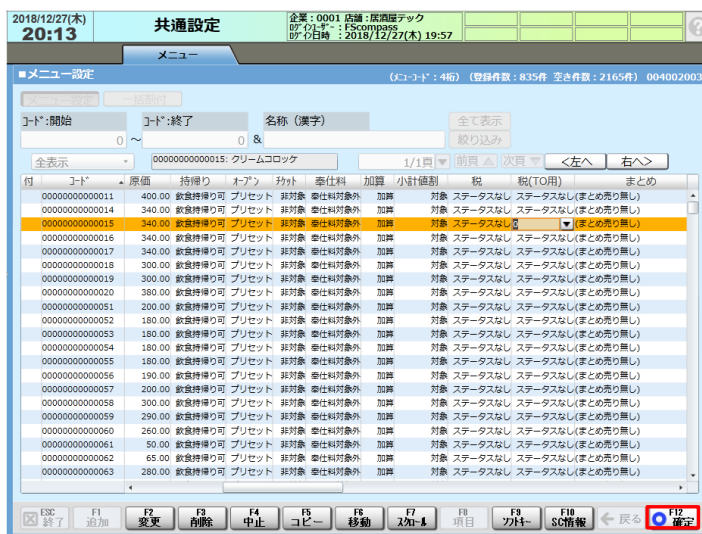 2018/12/27(木)
20:13
共通設定
企業:0001 店舗:居酒屋テック
ﾛｸﾞｲﾝﾕｰｻﾞｰ:FScompass
ﾛｸﾞｲﾝ日時 :2018/12/27(木) 19:57
メニュー
■メニュー設定 (ﾒﾆｭｰｺｰﾄﾞ:4桁) (登録件数:835件 空き件数:2165件) 004002003
メニュー設定 一括割付
ｺｰﾄﾞ:開始 ｺｰﾄﾞ:終了 名称(漢字) 全て表示
0 ~ 0 & 絞り込み
全表示 00000000000015: クリームコロッケ 1/1頁 ▼ 前頁 ▲ 次頁 ▼ <左へ 右へ>
付 ｺｰﾄﾞ 原価 持帰り ｵｰﾌﾟﾝ ﾁｹｯﾄ 奉仕料 加算 小計値割 税 税(TO用) まとめ
00000000000011 400.00 飲食持帰り可 プリセット 非対象 奉仕料対象外 加算 対象 ステータスなし ステータスなし(まとめ売り無し)
00000000000014 340.00 飲食持帰り可 プリセット 非対象 奉仕料対象外 加算 対象 ステータスなし ステータスなし(まとめ売り無し)
00000000000015 340.00 飲食持帰り可 プリセット 非対象 奉仕料対象外 加算 対象 ステータスなし 0 ▼ (まとめ売り無し)
00000000000016 340.00 飲食持帰り可 プリセット 非対象 奉仕料対象外 加算 対象 ステータスなし ステータスなし(まとめ売り無し)
00000000000017 340.00 飲食持帰り可 プリセット 非対象 奉仕料対象外 加算 対象 ステータスなし ステータスなし(まとめ売り無し)
00000000000018 300.00 飲食持帰り可 プリセット 非対象 奉仕料対象外 加算 対象 ステータスなし ステータスなし(まとめ売り無し)
00000000000019 300.00 飲食持帰り可 プリセット 非対象 奉仕料対象外 加算 対象 ステータスなし ステータスなし(まとめ売り無し)
00000000000020 380.00 飲食持帰り可 プリセット 非対象 奉仕料対象外 加算 対象 ステータスなし ステータスなし(まとめ売り無し)
00000000000051 200.00 飲食持帰り可 プリセット 非対象 奉仕料対象外 加算 対象 ステータスなし ステータスなし(まとめ売り無し)
00000000000052 180.00 飲食持帰り可 プリセット 非対象 奉仕料対象外 加算 対象 ステータスなし ステータスなし(まとめ売り無し)
00000000000053 180.00 飲食持帰り可 プリセット 非対象 奉仕料対象外 加算 対象 ステータスなし ステータスなし(まとめ売り無し)
00000000000054 180.00 飲食持帰り可 プリセット 非対象 奉仕料対象外 加算 対象 ステータスなし ステータスなし(まとめ売り無し)
00000000000055 180.00 飲食持帰り可 プリセット 非対象 奉仕料対象外 加算 対象 ステータスなし ステータスなし(まとめ売り無し)
00000000000056 190.00 飲食持帰り可 プリセット 非対象 奉仕料対象外 加算 対象 ステータスなし ステータスなし(まとめ売り無し)
00000000000057 200.00 飲食持帰り可 プリセット 非対象 奉仕料対象外 加算 対象 ステータスなし ステータスなし(まとめ売り無し)
00000000000058 300.00 飲食持帰り可 プリセット 非対象 奉仕料対象外 加算 対象 ステータスなし ステータスなし(まとめ売り無し)
00000000000059 290.00 飲食持帰り可 プリセット 非対象 奉仕料対象外 加算 対象 ステータスなし ステータスなし(まとめ売り無し)
00000000000060 260.00 飲食持帰り可 プリセット 非対象 奉仕料対象外 加算 対象 ステータスなし ステータスなし(まとめ売り無し)
00000000000061 50.00 飲食持帰り可 プリセット 非対象 奉仕料対象外 加算 対象 ステータスなし ステータスなし(まとめ売り無し)
00000000000062 65.00 飲食持帰り可 プリセット 非対象 奉仕料対象外 加算 対象 ステータスなし ステータスなし(まとめ売り無し)
00000000000063 280.00 飲食持帰り可 プリセット 非対象 奉仕料対象外 加算 対象 ステータスなし ステータスなし(まとめ売り無し)
ESC F1 F2 F3 F4 F5 F6 F7 F8 F9 F10 F12
終了 追加 変更 削除 中止 コピー 移動 ｽｸﾛｰﾙ 項目 ｿﾌﾄｷｰ SC情報 戻る 確定